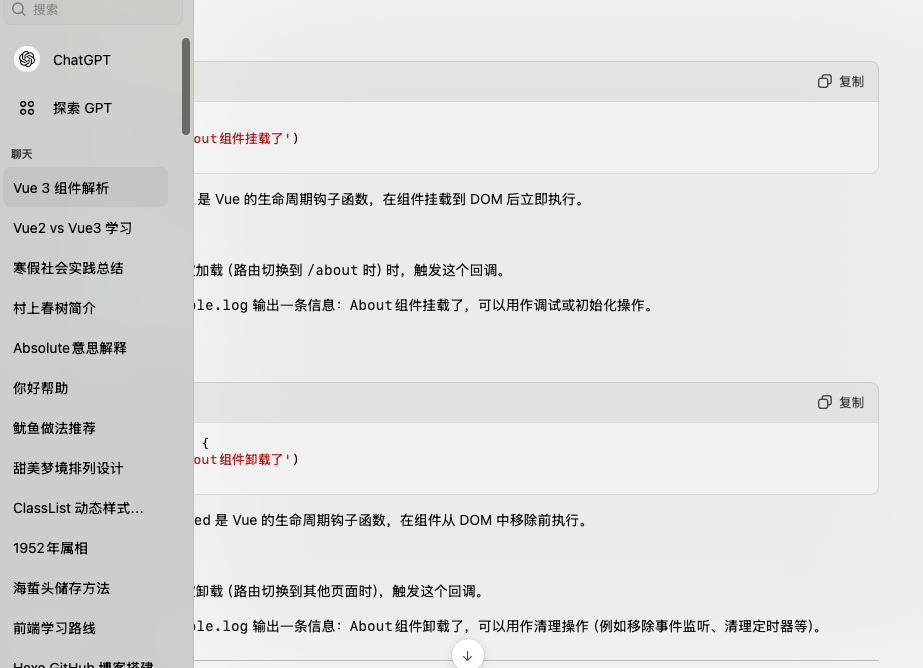 搜索
ChatGPT
探索 GPT
聊天
Vue 3 组件解析
Vue2 vs Vue3 学习
寒假社会实践总结
村上春树简介
Absolute意思解释
你好帮助
鱿鱼做法推荐
甜美梦境排列设计
ClassList 动态样式...
1952年属相
海蜇头储存方法
前端学习路线
Hexo GitHub 博客搭建
复制
out组件挂载了')
是 Vue 的生命周期钩子函数，在组件挂载到 DOM 后立即执行。
加载（路由切换到 /about 时）时，触发这个回调。
le.log 输出一条信息：About组件挂载了，可以用作调试或初始化操作。
复制
{
out组件卸载了')
ed 是 Vue 的生命周期钩子函数，在组件从 DOM 中移除前执行。
卸载（路由切换到其他页面时），触发这个回调。
le.log 输出一条信息：About组件卸载了，可以用作清理操作（例如移除事件监听、清理定时器等）。